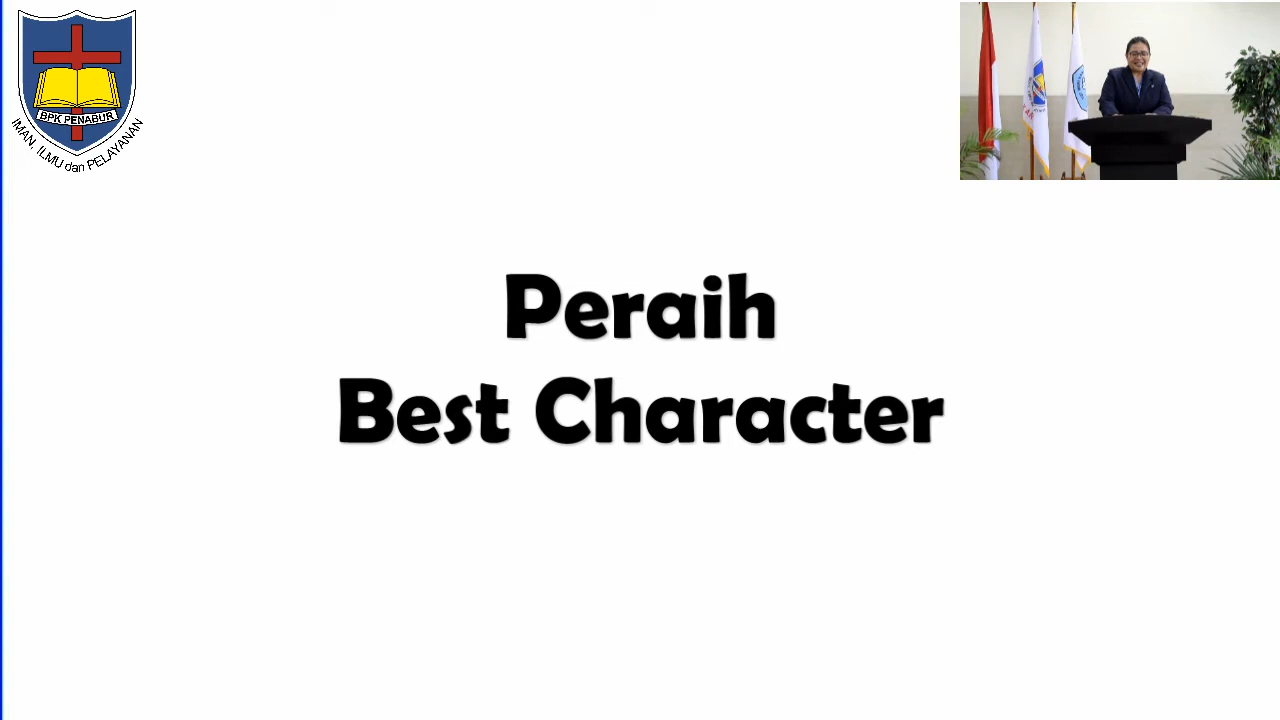 BPK PENABUR
IMAN, ILMU dan PELAYANAN
Peraih
Best Character